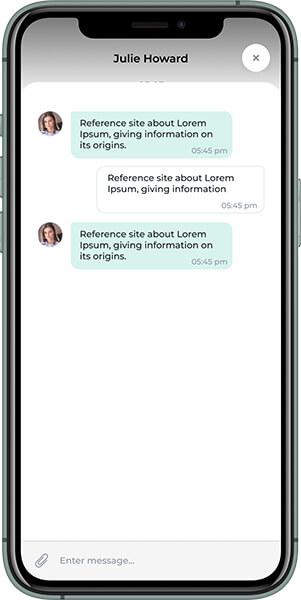 Julie Howard
Reference site about Lorem
Ipsum, giving information on
its origins.
05:45 pm
Reference site about Lorem
Ipsum, giving information
05:45 pm
Reference site about Lorem
Ipsum, giving information on
its origins.
05:45 pm
Enter message...